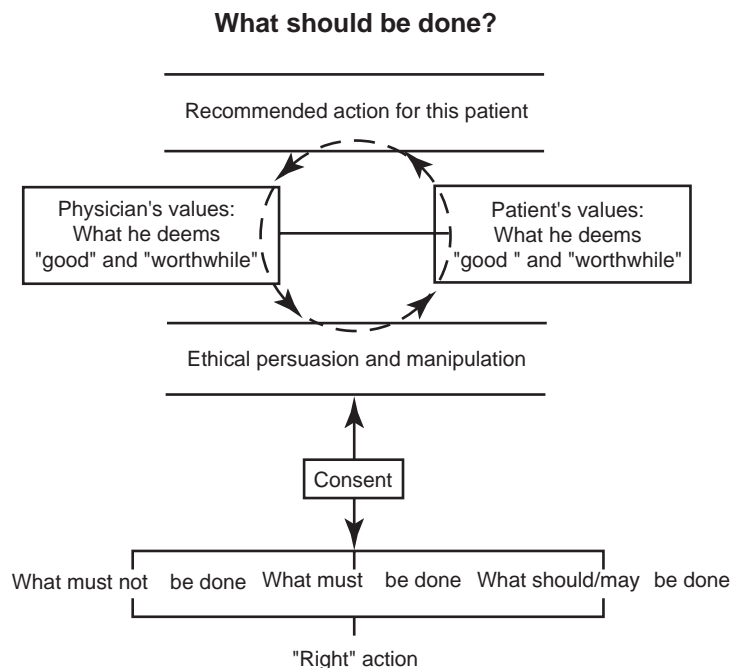 What should be done?
Recommended action for this patient
Physician's values:
What he deems
"good" and "worthwhile"
Patient's values:
What he deems
"good " and "worthwhile"
Ethical persuasion and manipulation
Consent
What must not be done What must be done What should/may be done
"Right" action